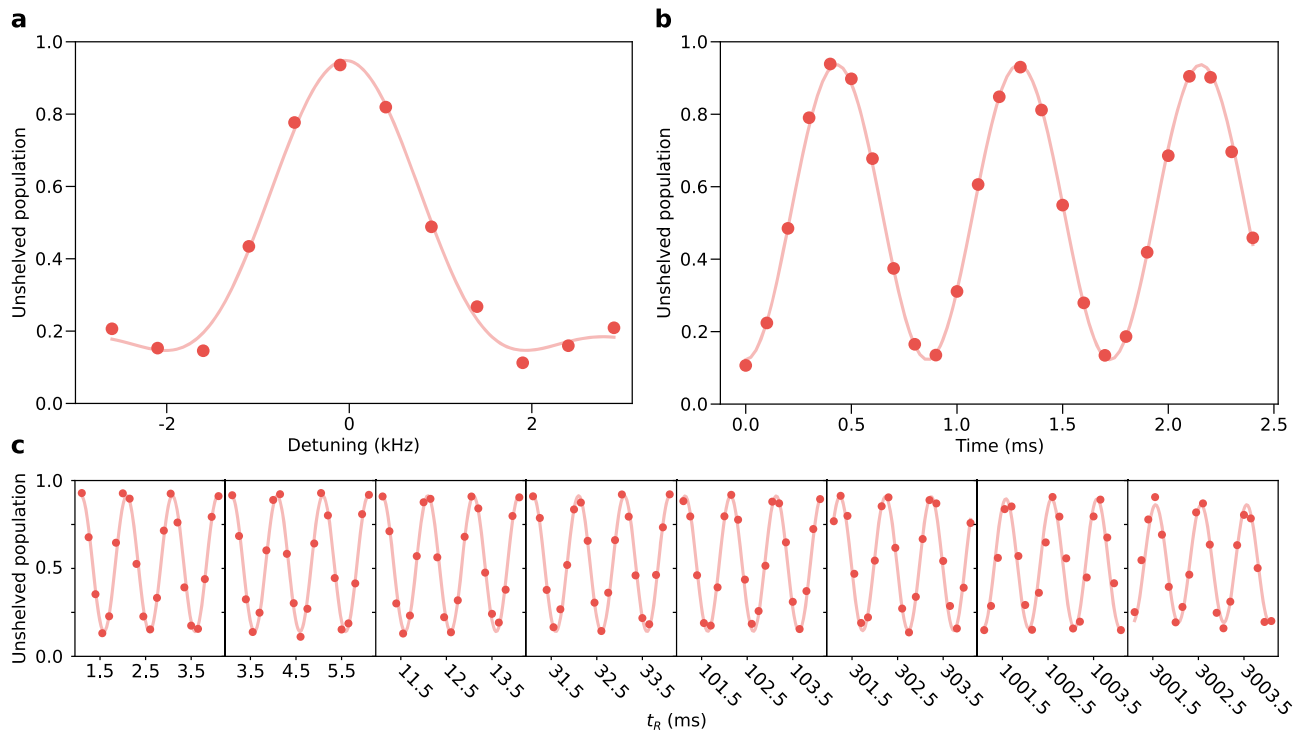 a
b
1.0
0.8
0.6
0.4
0.2
0.0
Unshelved population
-2
0
2
Detuning (kHz)
1.0
0.8
0.6
0.4
0.2
0.0
Unshelved population
0.0 0.5 1.0 1.5 2.0 2.5
Time (ms)
c
1.0
0.5
0.0
Unshelved population
1.5 2.5 3.5 3.5 4.5 5.5 11.5 12.5 13.5 31.5 32.5 33.5 101.5 102.5 103.5 301.5 302.5 303.5 1001.5 1002.5 1003.5 3001.5 3002.5 3003.5
t_R (ms)